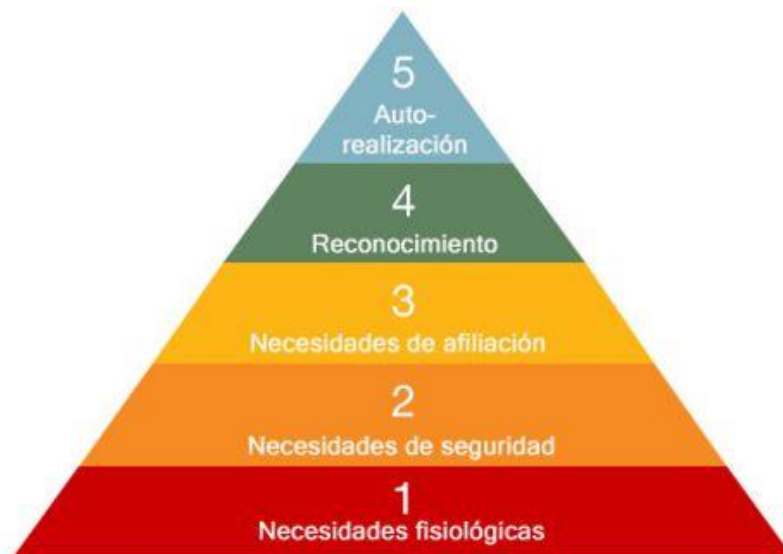 5
Auto-
realización
4
Reconocimiento
3
Necesidades de afiliación
2
Necesidades de seguridad
1
Necesidades fisiológicas